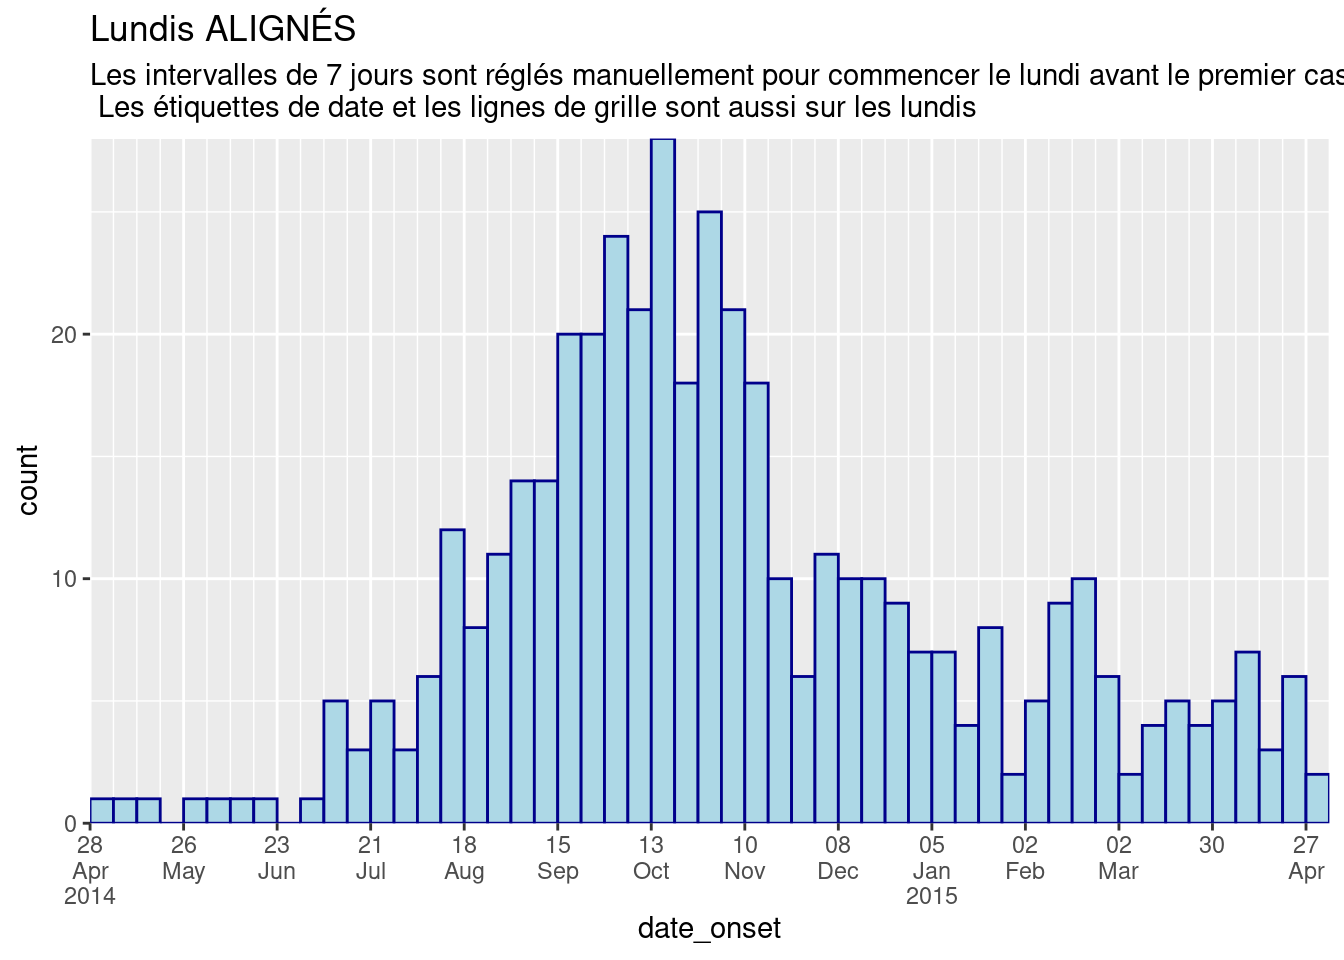 Lundis ALIGNÉS
Les intervalles de 7 jours sont réglés manuellement pour commencer le lundi avant le premier cas
Les étiquettes de date et les lignes de grille sont aussi sur les lundis
count
20
10
0
28 26 23 21 18 15 13 10 08 05 02 02 30 27
Apr May Jun Jul Aug Sep Oct Nov Dec Jan Feb Mar Apr
2014 2015
date_onset